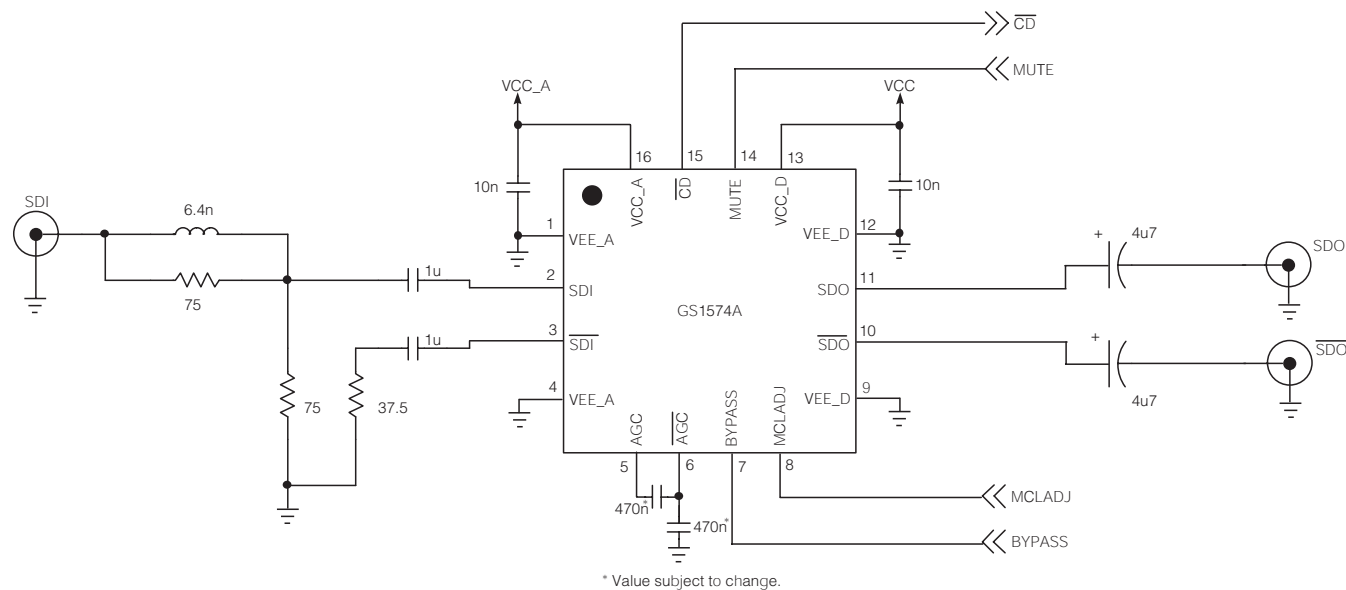 CD
MUTE
VCC_A
VCC
16
15
14
13
10n
VCC_A
CD
MUTE
VCC_D
10n
SDI
6.4n
1
VEE_A
VEE_D
12
75
1u
2
SDI
SDO
11
+
4u7
SDO
GS1574A
1u
3
SDI
SDO
10
+
4u7
SDO
75
37.5
4
VEE_A
VEE_D
9
AGC
AGC
BYPASS
MCLADJ
5
6
7
8
470n*
470n*
MCLADJ
BYPASS
* Value subject to change.